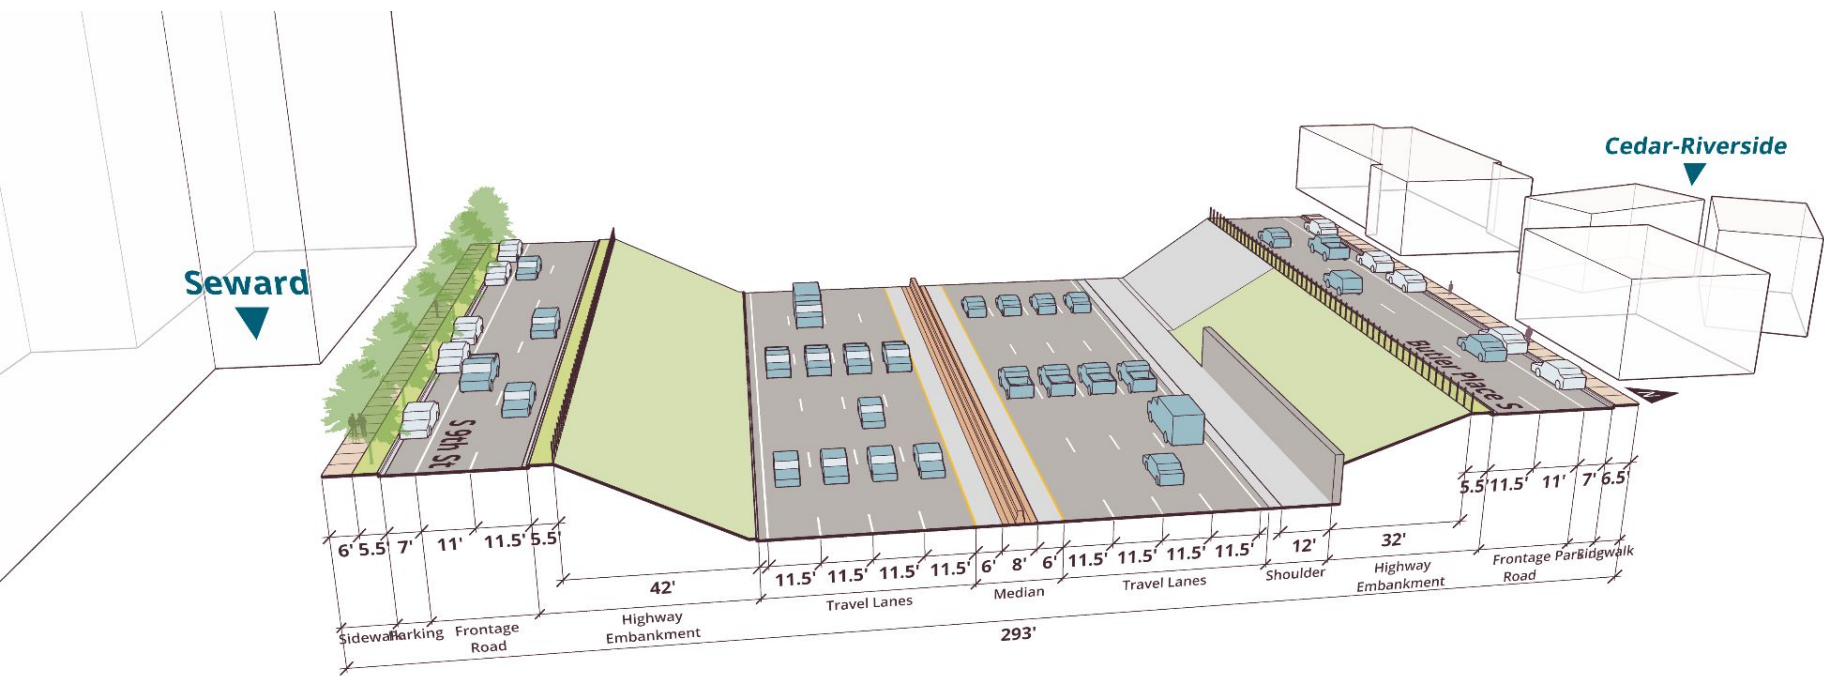 Cedar-Riverside
Seward
S 9th St
Butler Place S
N
5.5' 11.5' 11' 7' 6.5'
6' 5.5' 7' 11' 11.5' 5.5'
42'
11.5' 11.5' 11.5' 11.5' 6' 8' 6' 11.5' 11.5' 11.5' 11.5' 12' 32'
Sidewalk Parking Frontage
Road
Highway
Embankment
Travel Lanes
Median
Travel Lanes
Shoulder
Highway
Embankment
Frontage
Road
293'